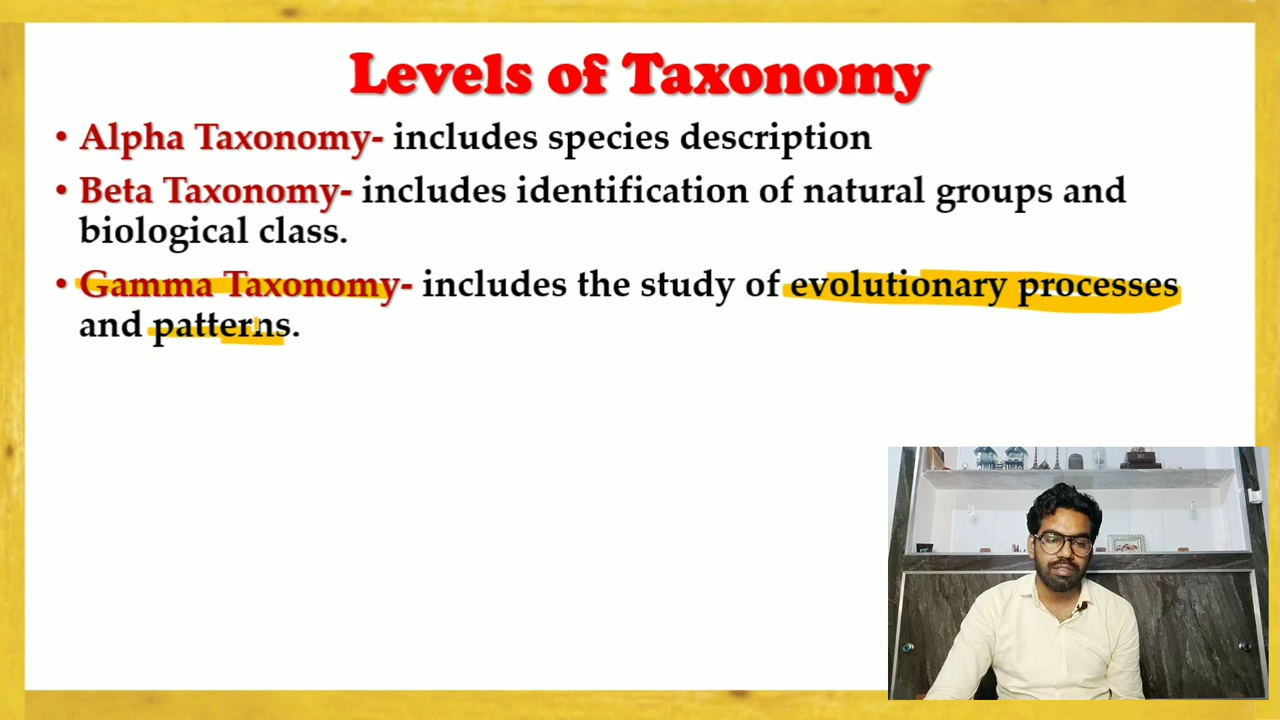 Levels of Taxonomy
• Alpha Taxonomy- includes species description
• Beta Taxonomy- includes identification of natural groups and
biological class.
• Gamma Taxonomy- includes the study of evolutionary processes
and patterns.